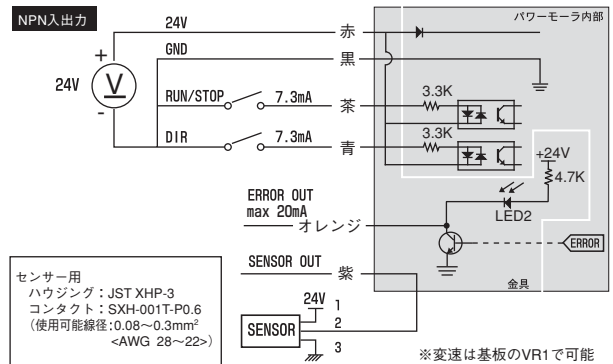 NPN入出力
パワーモーラ内部
24V
赤
GND
黒
+
24V
V
-
RUN/STOP
7.3mA
茶
3.3K
DIR
7.3mA
青
3.3K
+24V
4.7K
LED2
ERROR OUT
max 20mA
オレンジ
ERROR
SENSOR OUT
紫
金具
センサー用
ハウジング：JST XHP-3
コンタクト：SXH-001T-P0.6
（使用可能線径：0.08～0.3mm²
<AWG 28～22>）
24V
1
SENSOR
2
3
※変速は基板のVR1で可能